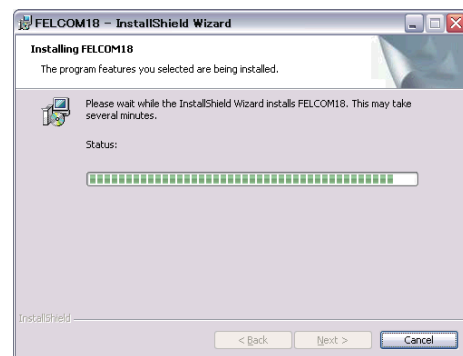 FELCOM18 - InstallShield Wizard
Installing FELCOM18
The program features you selected are being installed.
Please wait while the InstallShield Wizard installs FELCOM18. This may take
several minutes.
Status:
InstallShield
< Back Next > Cancel